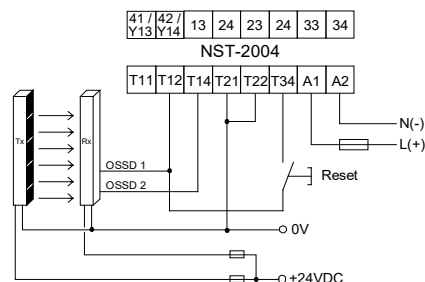 41 / Y13 42 / Y14 13 24 23 24 33 34
NST-2004
T11 T12 T14 T21 T22 T34 A1 A2
N(-)
L(+)
Tx
Rx
OSSD 1
OSSD 2
Reset
0V
+24VDC